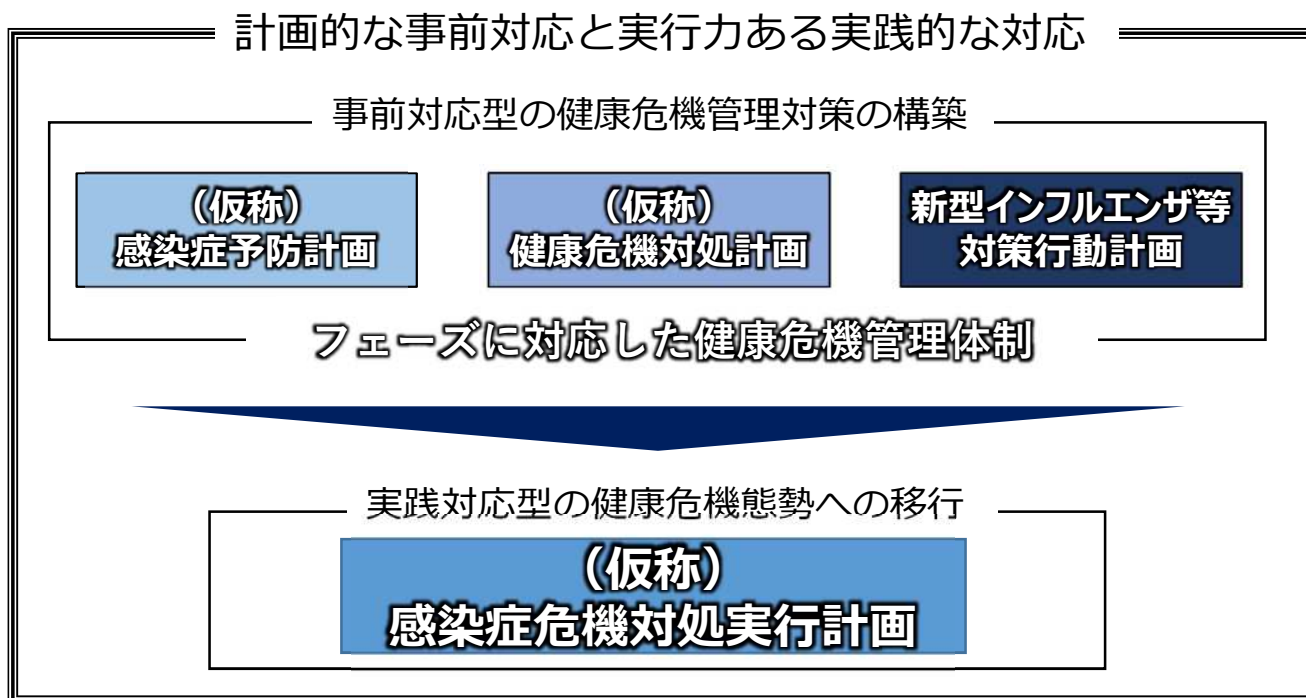 計画的な事前対応と実行力ある実践的な対応
事前対応型の健康危機管理対策の構築
（仮称）
感染症予防計画
（仮称）
健康危機対処計画
新型インフルエンザ等
対策行動計画
フェーズに対応した健康危機管理体制
実践対応型の健康危機態勢への移行
（仮称）
感染症危機対処実行計画